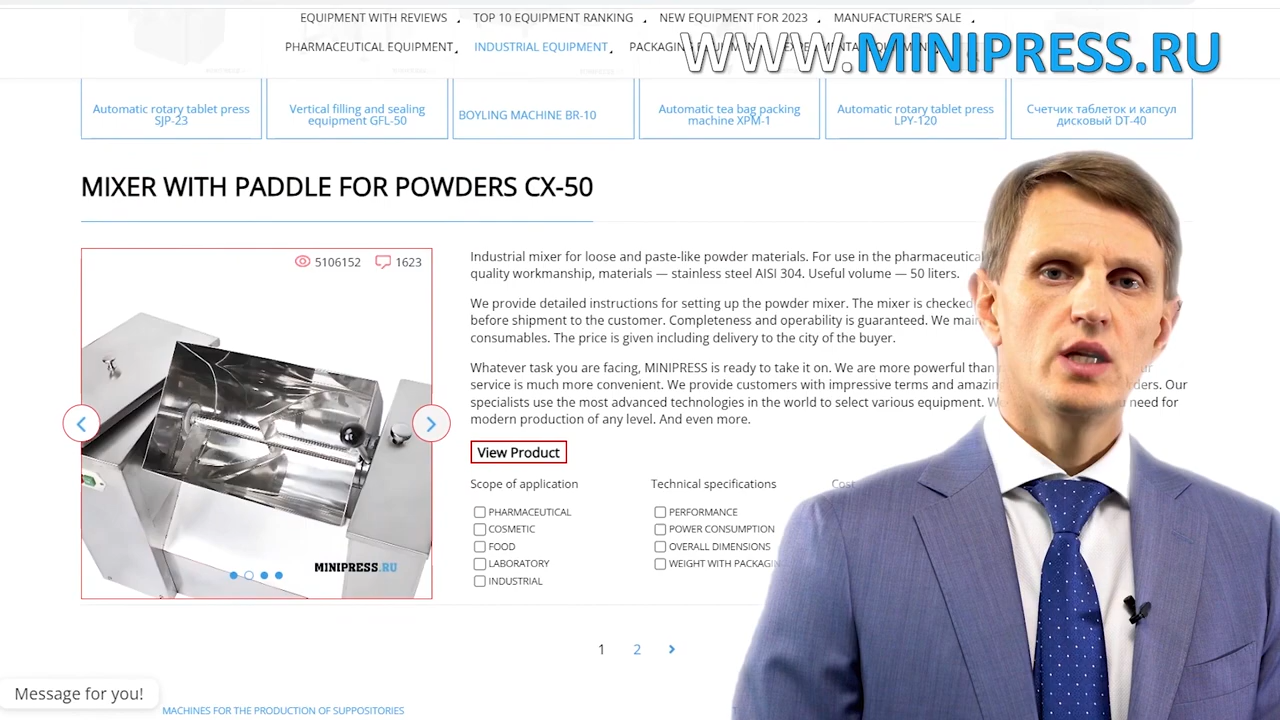 EQUIPMENT WITH REVIEWS TOP 10 EQUIPMENT RANKING NEW EQUIPMENT FOR 2023 MANUFACTURER'S SALE
PHARMACEUTICAL EQUIPMENT INDUSTRIAL EQUIPMENT
WWW.MINIPRESS.RU
Automatic rotary tablet press SJP-23
Vertical filling and sealing equipment GFL-50
BOYLING MACHINE BR-10
Automatic tea bag packing machine XPM-1
Automatic rotary tablet press LPY-120
Счетчик таблеток и капсул дисковый DT-40
MIXER WITH PADDLE FOR POWDERS CX-50
5106152 1623
Industrial mixer for loose and paste-like powder materials. For use in the pharmaceutical
quality workmanship, materials — stainless steel AISI 304. Useful volume — 50 liters.
We provide detailed instructions for setting up the powder mixer. The mixer is checked
before shipment to the customer. Completeness and operability is guaranteed. We
consumables. The price is given including delivery to the city of the buyer.
Whatever task you are facing, MINIPRESS is ready to take it on. We are more powerful than
service is much more convenient. We provide customers with impressive terms and Our
specialists use the most advanced technologies in the world to select various equipment. need for
modern production of any level. And even more.
View Product
Scope of application
PHARMACEUTICAL
COSMETIC
FOOD
LABORATORY
INDUSTRIAL
Technical specifications
PERFORMANCE
POWER CONSUMPTION
OVERALL DIMENSIONS
WEIGHT WITH
MINIPRESS.RU
1 2
Message for you!
MACHINES FOR THE PRODUCTION OF SUPPOSITORIES